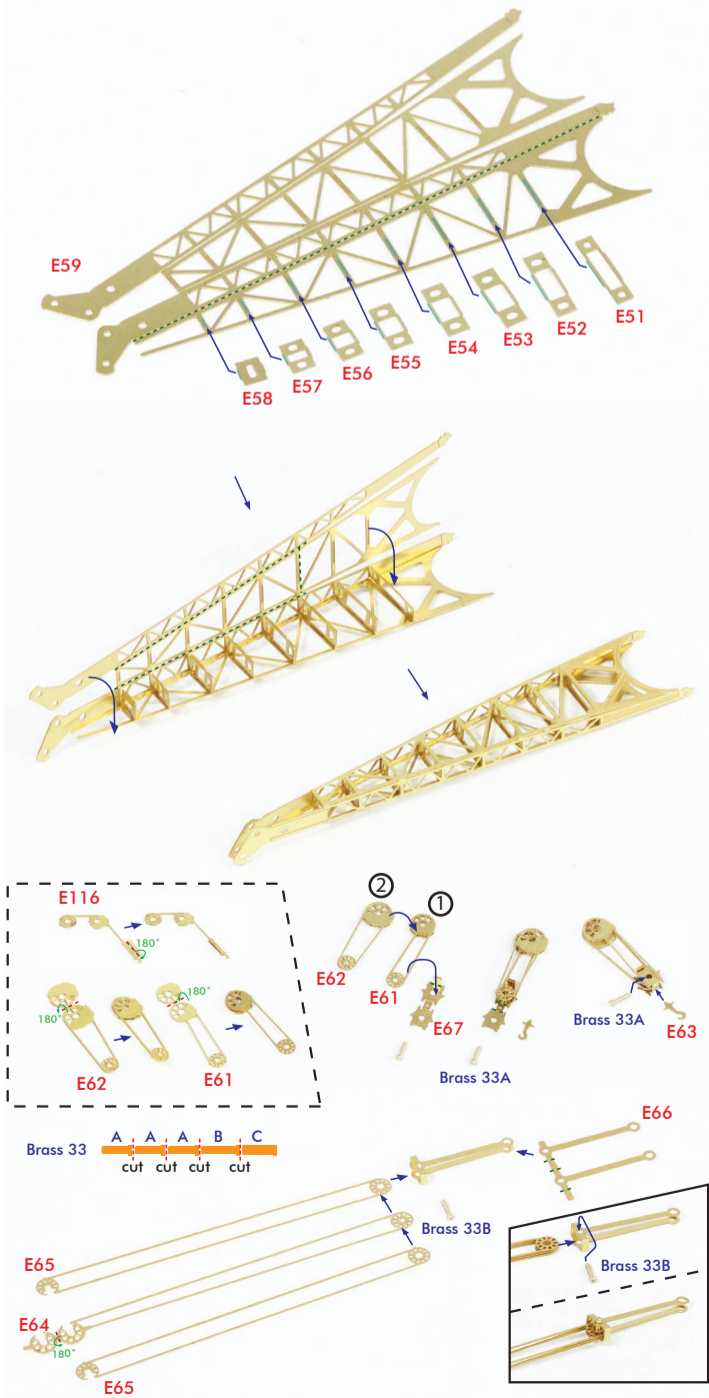 E59
E51
E52
E53
E54
E55
E56
E57
E58
E116
180°
2
1
E62
E61
E67
Brass 33A
Brass 33A
E63
180°
180°
E62
E61
Brass 33
A A A B C
cut cut cut cut
E66
Brass 33B
Brass 33B
E65
E64
180°
E65